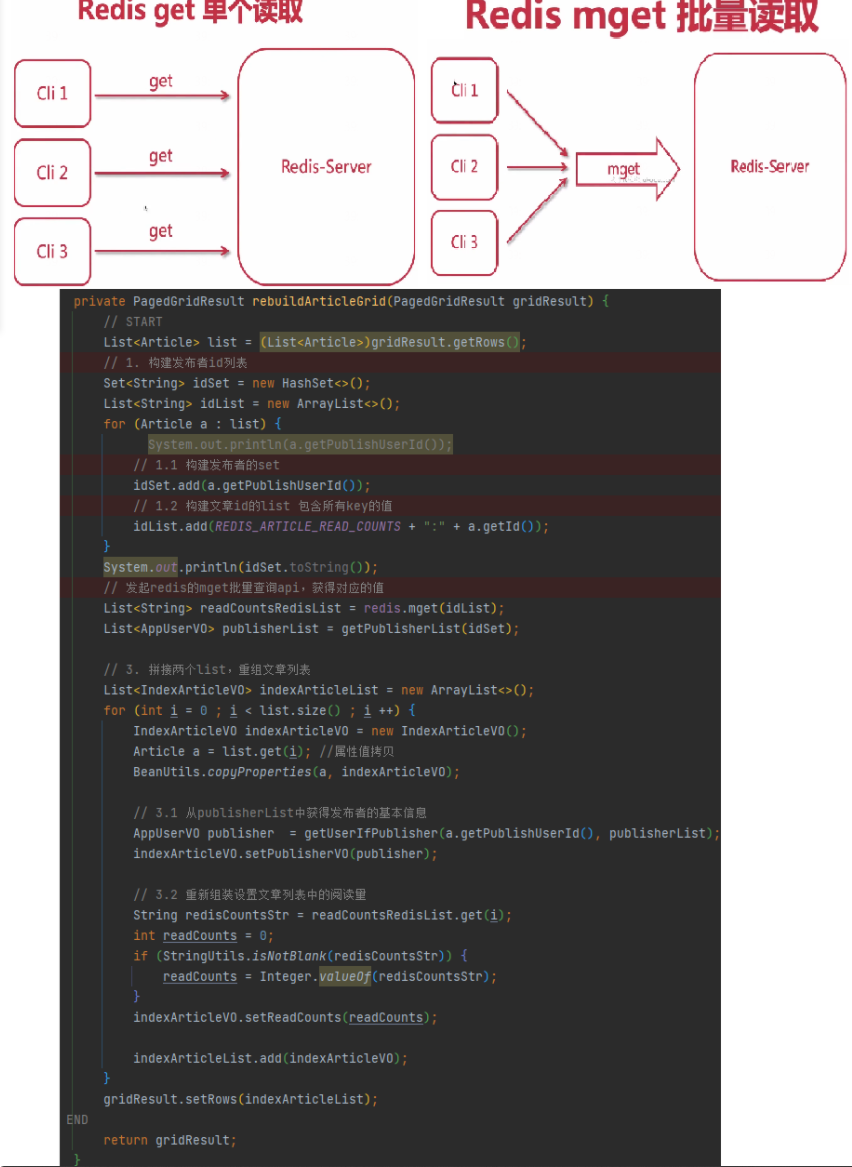 Redis get 单个读取
Redis mget 批量读取
Cli 1
get
Cli 2
get
Cli 3
get
Redis-Server
Cli 1
Cli 2
Cli 3
mget
Redis-Server
private PagedGridResult rebuildArticleGrid(PagedGridResult gridResult) {
// START
List<Article> list = (List<Article>)gridResult.getRows();
// 1. 构建发布者id列表
Set<String> idSet = new HashSet<>();
List<String> idList = new ArrayList<>();
for (Article a : list) {
System.out.println(a.getPublishUserId());
// 1.1 构建发布者的set
idSet.add(a.getPublishUserId());
// 1.2 构建文章id的list 包含所有key的值
idList.add(REDIS_ARTICLE_READ_COUNTS + ":" + a.getId());
}
System.out.println(idSet.toString());
// 发起redis的mget批量查询api，获得对应的值
List<String> readCountsRedisList = redis.mget(idList);
List<AppUserVO> publisherList = getPublisherList(idSet);
// 3. 拼接两个list，重组文章列表
List<IndexArticleVO> indexArticleList = new ArrayList<>();
for (int i = 0 ; i < list.size() ; i ++) {
IndexArticleVO indexArticleVO = new IndexArticleVO();
Article a = list.get(i); //属性值拷贝
BeanUtils.copyProperties(a, indexArticleVO);
// 3.1 从publisherList中获得发布者的基本信息
AppUserVO publisher  = getUserIfPublisher(a.getPublishUserId(), publisherList);
indexArticleVO.setPublisherVO(publisher);
// 3.2 重新组装设置文章列表中的阅读量
String redisCountsStr = readCountsRedisList.get(i);
int readCounts = 0;
if (StringUtils.isNotBlank(redisCountsStr)) {
readCounts = Integer.valueOf(redisCountsStr);
}
indexArticleVO.setReadCounts(readCounts);
indexArticleList.add(indexArticleVO);
}
gridResult.setRows(indexArticleList);
END
return gridResult;
}